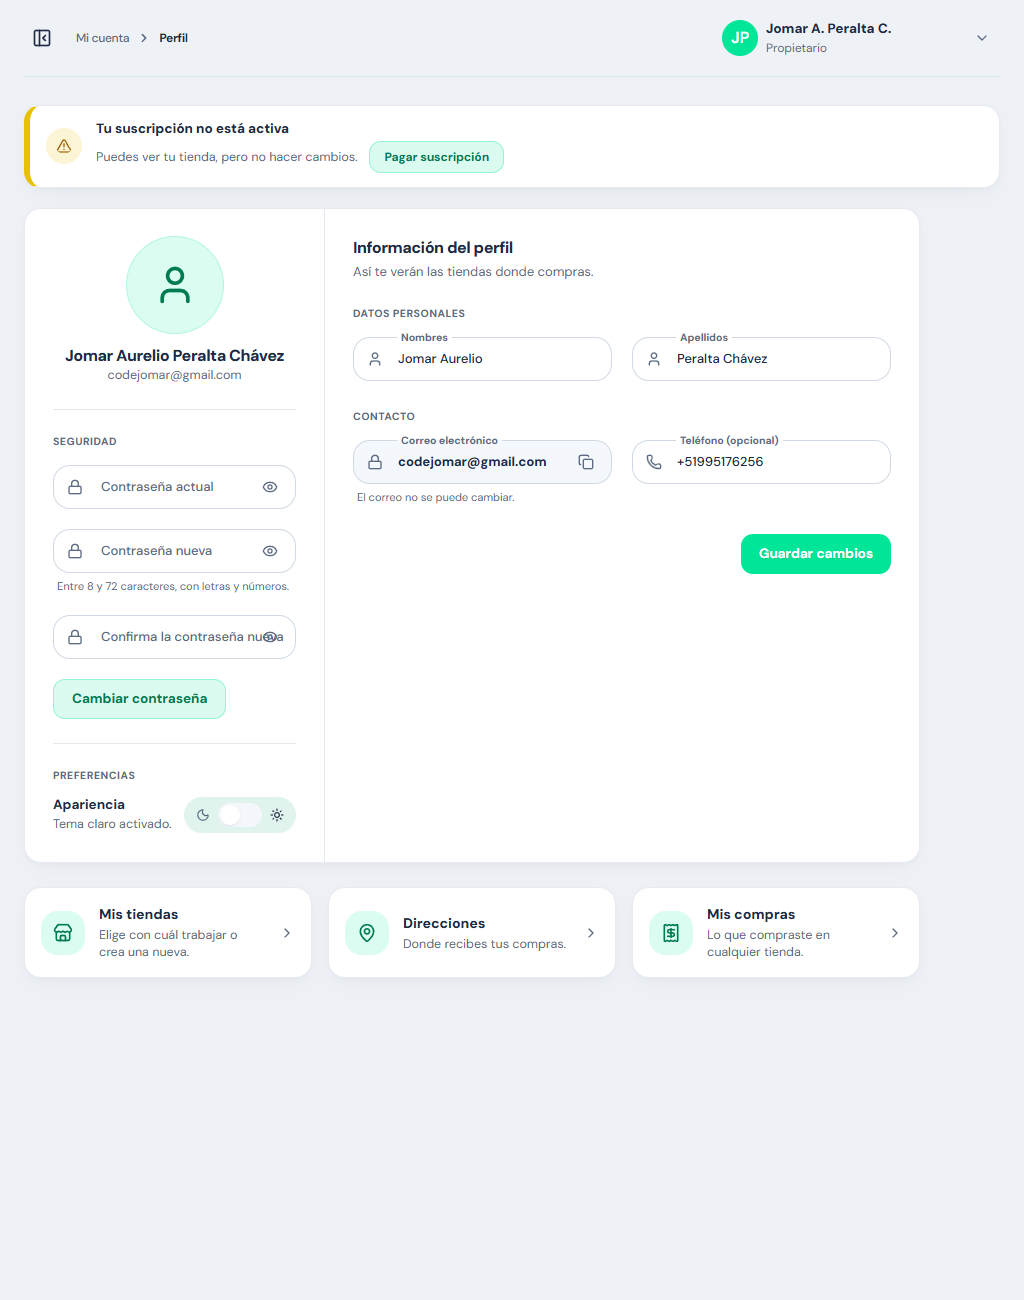 Mi cuenta > Perfil
JP
Jomar A. Peralta C.
Propietario
Tu suscripción no está activa
Puedes ver tu tienda, pero no hacer cambios.
Pagar suscripción
Jomar Aurelio Peralta Chávez
codejomar@gmail.com
SEGURIDAD
Contraseña actual
Contraseña nueva
Entre 8 y 72 caracteres, con letras y números.
Confirma la contraseña nueva
Cambiar contraseña
PREFERENCIAS
Apariencia
Tema claro activado.
Información del perfil
Así te verán las tiendas donde compras.
DATOS PERSONALES
Nombres
Jomar Aurelio
Apellidos
Peralta Chávez
CONTACTO
Correo electrónico
codejomar@gmail.com
El correo no se puede cambiar.
Teléfono (opcional)
+51995176256
Guardar cambios
Mis tiendas
Elige con cuál trabajar o
crea una nueva.
Direcciones
Donde recibes tus compras.
Mis compras
Lo que compraste en
cualquier tienda.